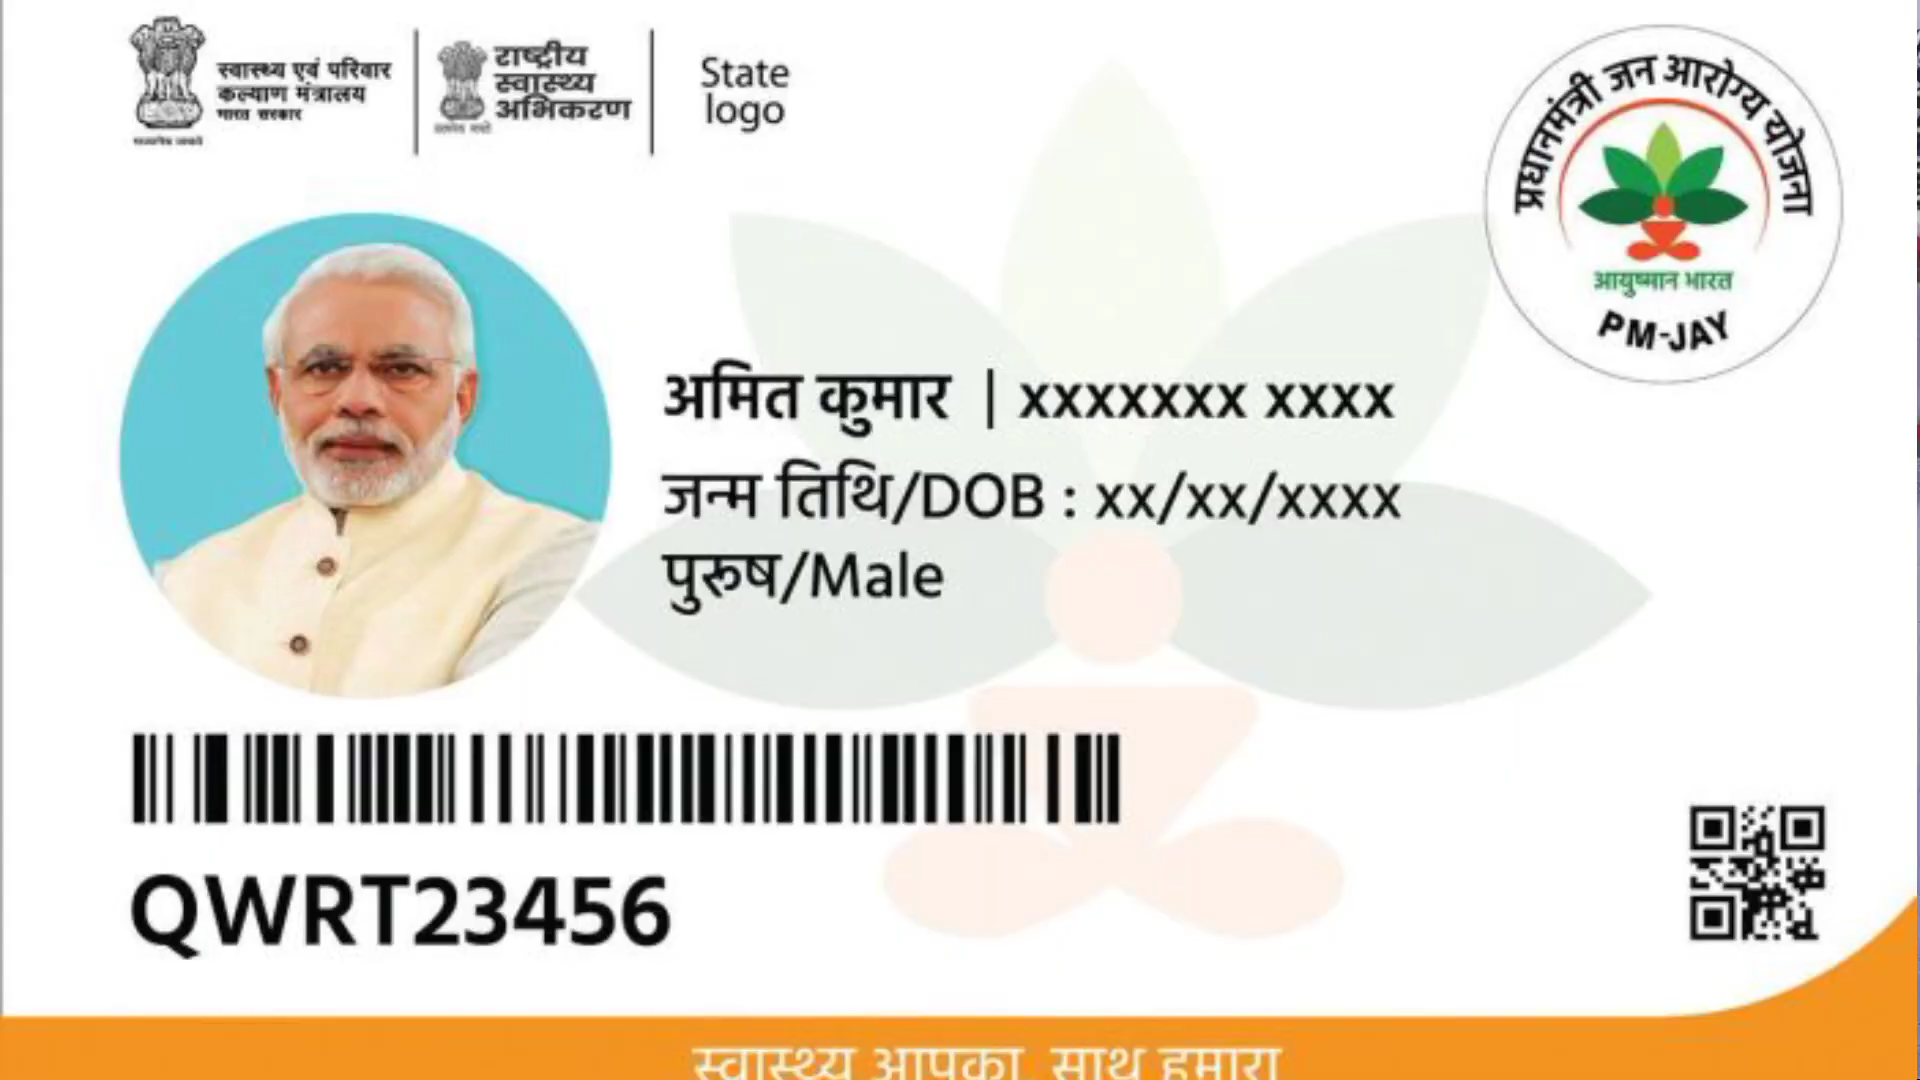 स्वास्थ्य एवं परिवार
कल्याण मंत्रालय
भारत सरकार
राष्ट्रीय
स्वास्थ्य
अभिकरण
State
logo
प्रधानमंत्री जन आरोग्य योजना
आयुष्मान भारत
PM-JAY
अमित कुमार | xxxxxxx xxxx
जन्म तिथि/DOB : xx/xx/xxxx
पुरूष/Male
QWRT23456
स्वास्थ्य आपका, साथ हमारा